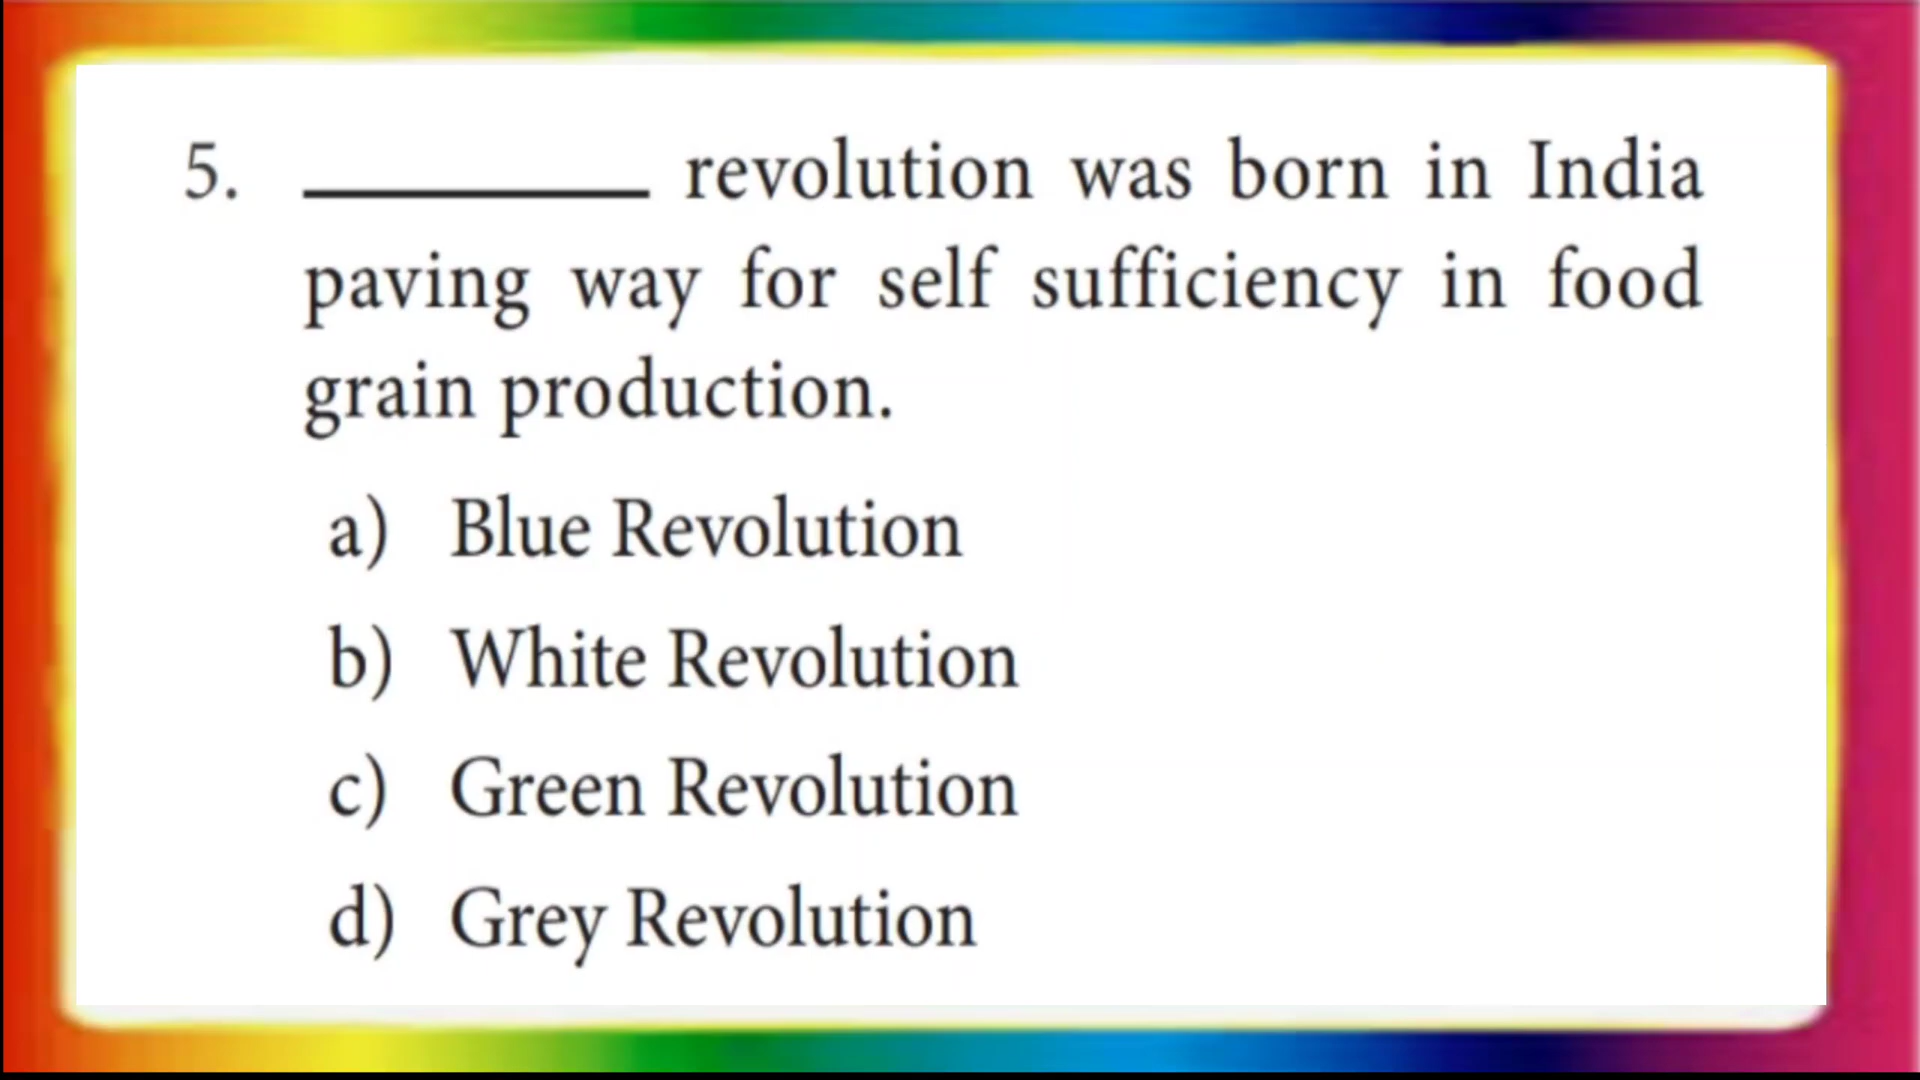 5. ________ revolution was born in India
paving way for self sufficiency in food
grain production.
a) Blue Revolution
b) White Revolution
c) Green Revolution
d) Grey Revolution